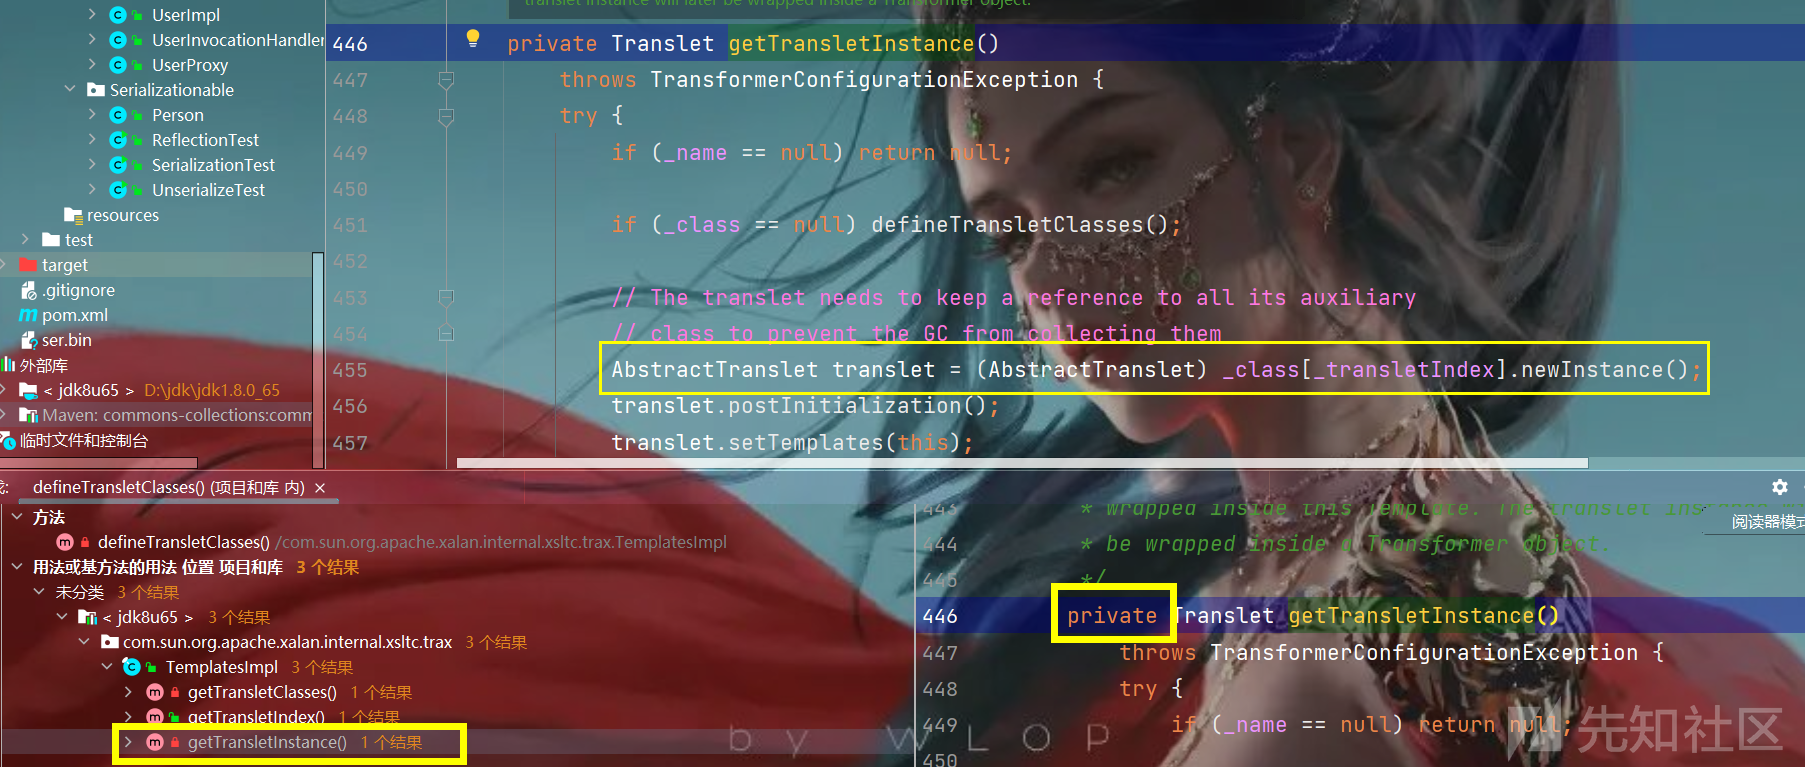 UserImpl
UserInvocationHandler
UserProxy
Serializationable
Person
ReflectionTest
SerializationTest
UnserializeTest
resources
test
target
.gitignore
pom.xml
ser.bin
外部库
< jdk8u65 > D:\jdk\jdk1.8.0_65
Maven: commons-collections:comm
临时文件和控制台
translet instance will later be wrapped inside a Transformer object.
446 private Translet getTransletInstance()
447 throws TransformerConfigurationException {
448 try {
449 if (_name == null) return null;
450
451 if (_class == null) defineTransletClasses();
452
453 // The translet needs to keep a reference to all its auxiliary
454 // class to prevent the GC from collecting them
455 AbstractTranslet translet = (AbstractTranslet) _class[_transletIndex].newInstance();
456 translet.postInitialization();
457 translet.setTemplates(this);
defineTransletClasses() (项目和库 内) ×
方法
defineTransletClasses() /com.sun.org.apache.xalan.internal.xsltc.trax.TemplatesImpl
用法或基方法的用法 位置 项目和库 3 个结果
未分类 3 个结果
< jdk8u65 > 3 个结果
com.sun.org.apache.xalan.internal.xsltc.trax 3 个结果
TemplatesImpl 3 个结果
getTransletClasses() 1 个结果
getTransletIndex() 1 个结果
getTransletInstance() 1 个结果
443 * wrapped inside this Template. The translet instance
阅读器模式
444 * be wrapped inside a Transformer object.
445 */
446 private Translet getTransletInstance()
447 throws TransformerConfigurationException {
448 try {
449 if (_name == null) return null;
450
by WLOP
先知社区